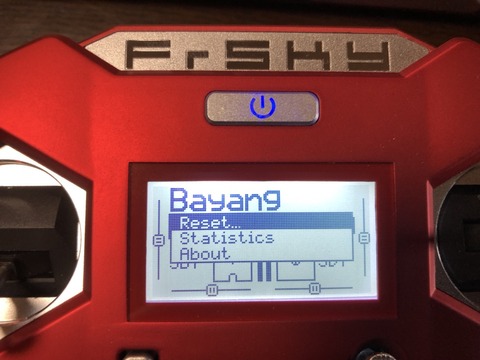 FrSKY
Bayang
Reset...
Statistics
About